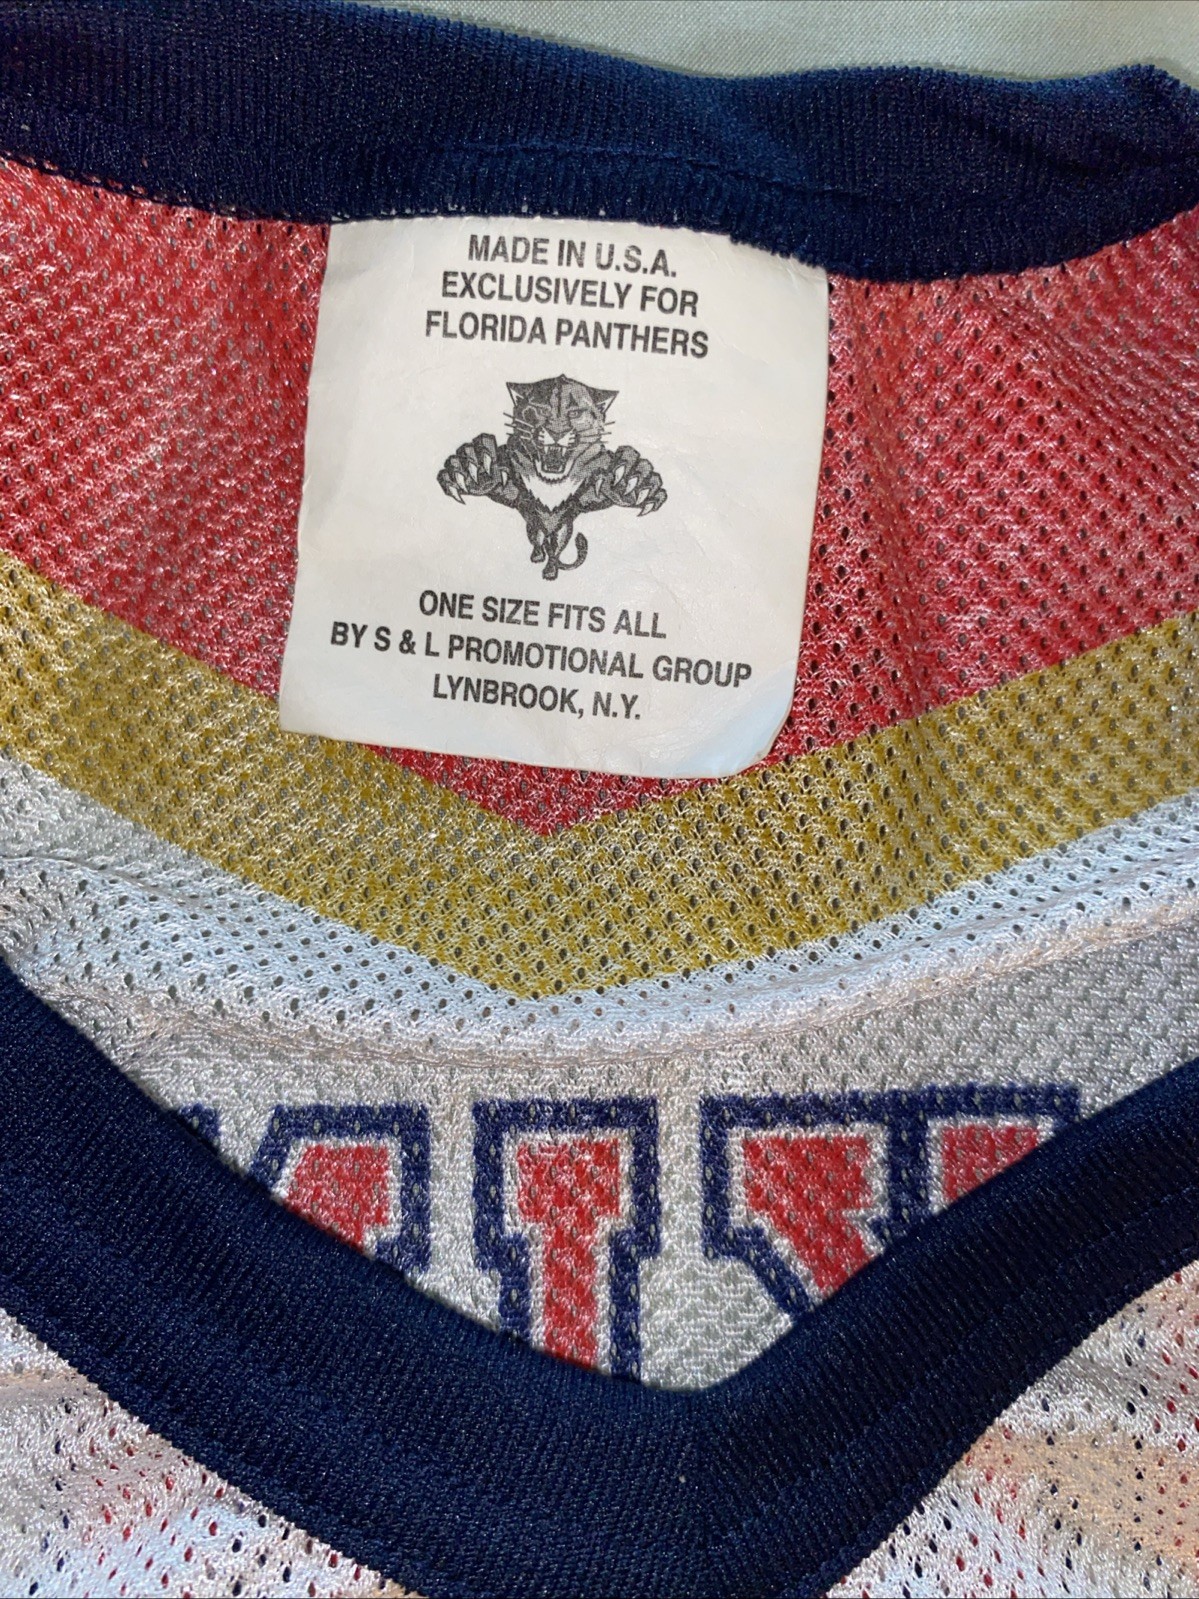 MADE IN U.S.A.
EXCLUSIVELY FOR
FLORIDA PANTHERS
ONE SIZE FITS ALL
BY S & L PROMOTIONAL GROUP
LYNBROOK, N.Y.